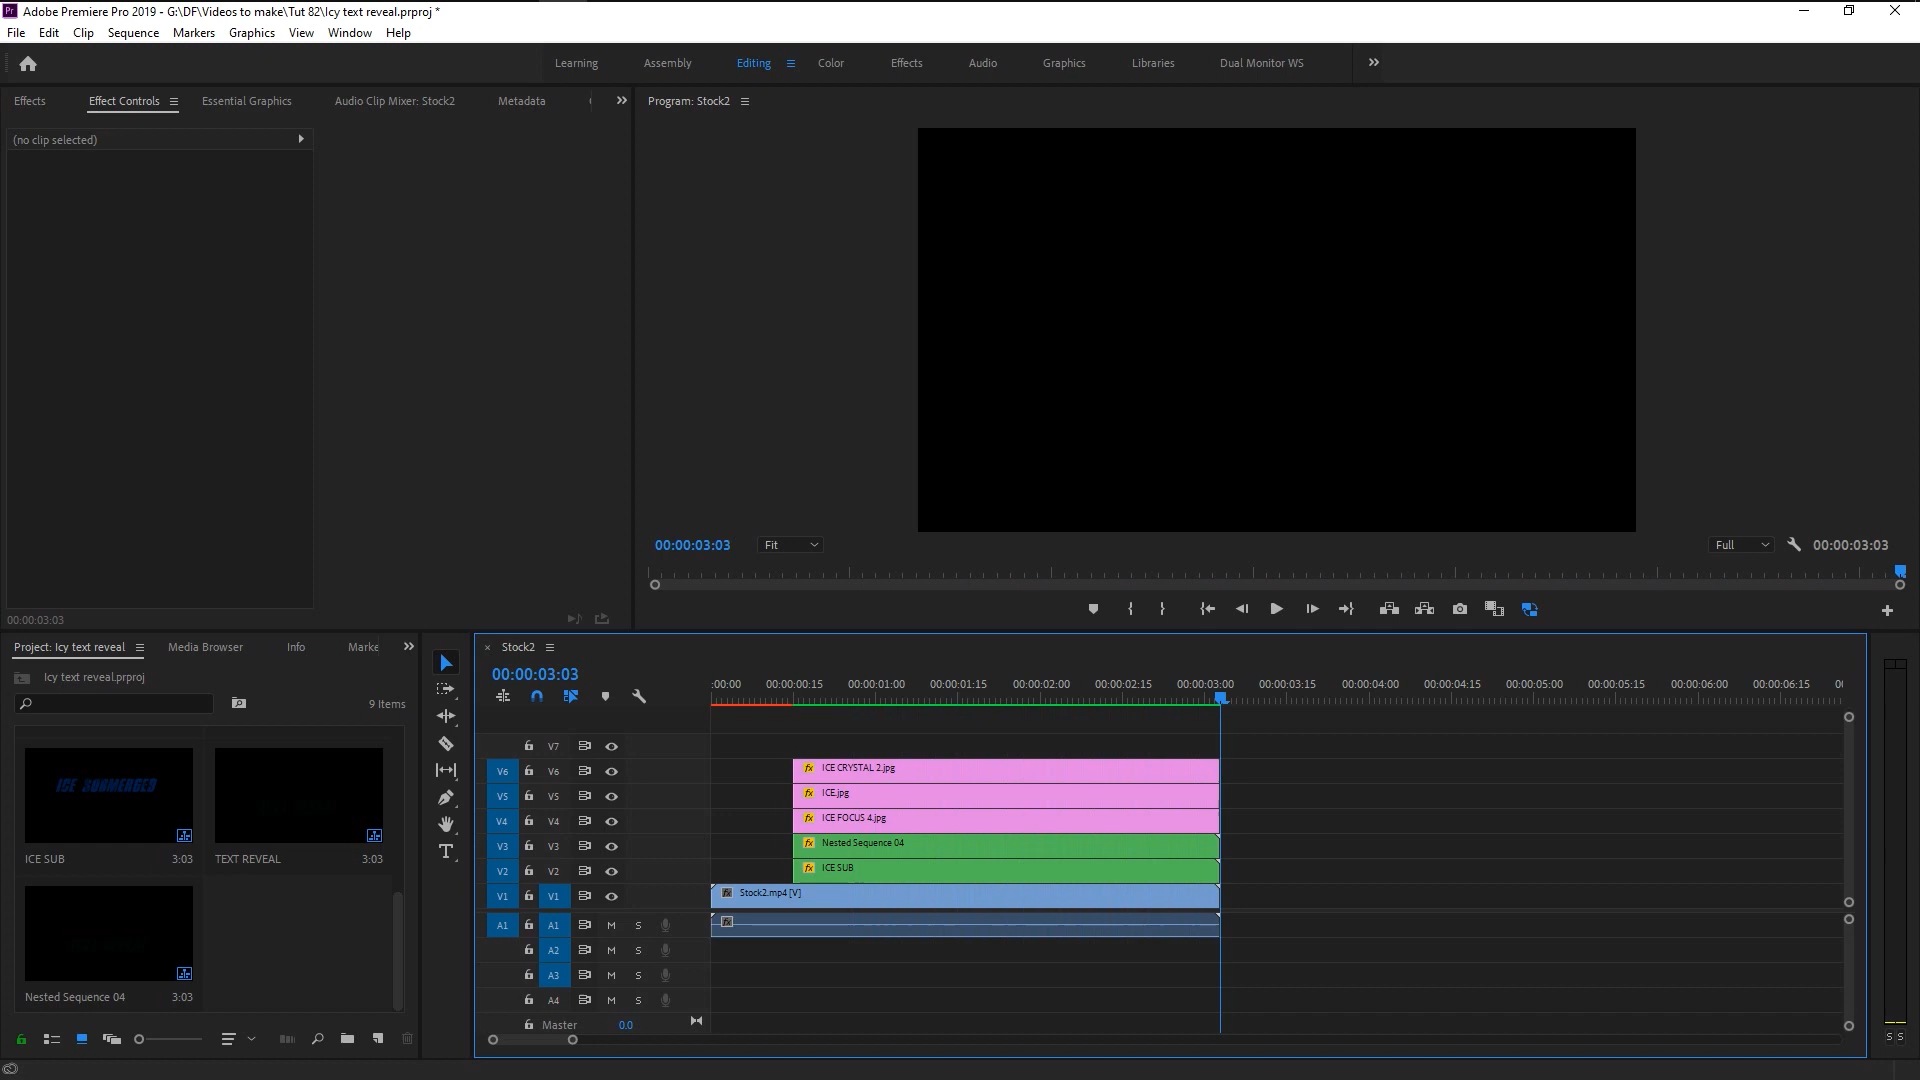 Adobe Premiere Pro 2019 - G:\DF\Videos to make\Tut 82\Icy text reveal.prproj *
File Edit Clip Sequence Markers Graphics View Window Help
Learning Assembly Editing Color Effects Audio Graphics Libraries Dual Monitor WS
Effects Effect Controls Essential Graphics Audio Clip Mixer: Stock2 Metadata
Program: Stock2
(no clip selected)
00:00:03:03 Fit Full 00:00:03:03
00:00:03:03
Project: Icy text reveal Media Browser Info Marke
Icy text reveal.prproj
9 Items
ICE SUBMERGED
ICE SUB 3:03
TEXT REVEAL 3:03
Nested Sequence 04 3:03
Stock2
00:00:03:03
:00:00 00:00:00:15 00:00:01:00 00:00:01:15 00:00:02:00 00:00:02:15 00:00:03:00 00:00:03:15 00:00:04:00 00:00:04:15 00:00:05:00 00:00:05:15 00:00:06:00 00:00:06:15
V7
V6 V6 ICE CRYSTAL 2.jpg
V5 V5 ICE.jpg
V4 V4 ICE FOCUS 4.jpg
V3 V3 Nested Sequence 04
V2 V2 ICE SUB
V1 V1 Stock2.mp4 [V]
A1 A1 M S
A2 M S
A3 M S
A4 M S
Master 0.0
S S